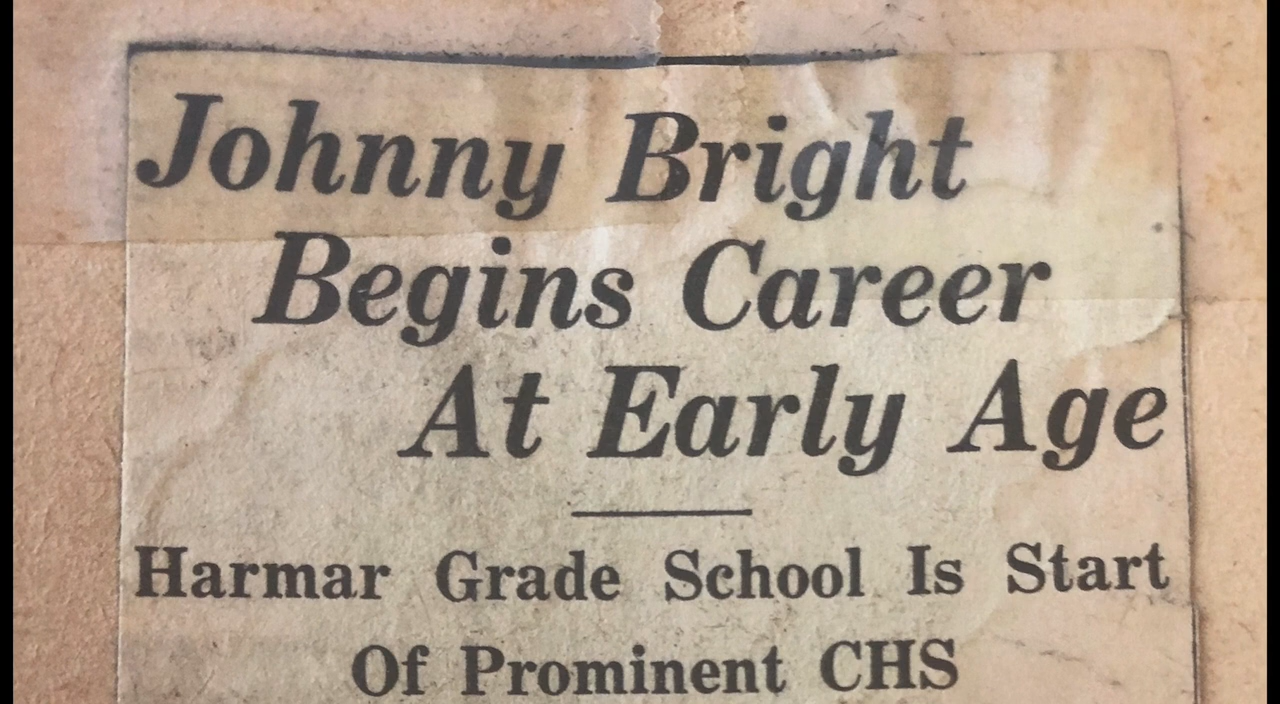 Johnny Bright
Begins Career
At Early Age
Harmar Grade School Is Start
Of Prominent CHS